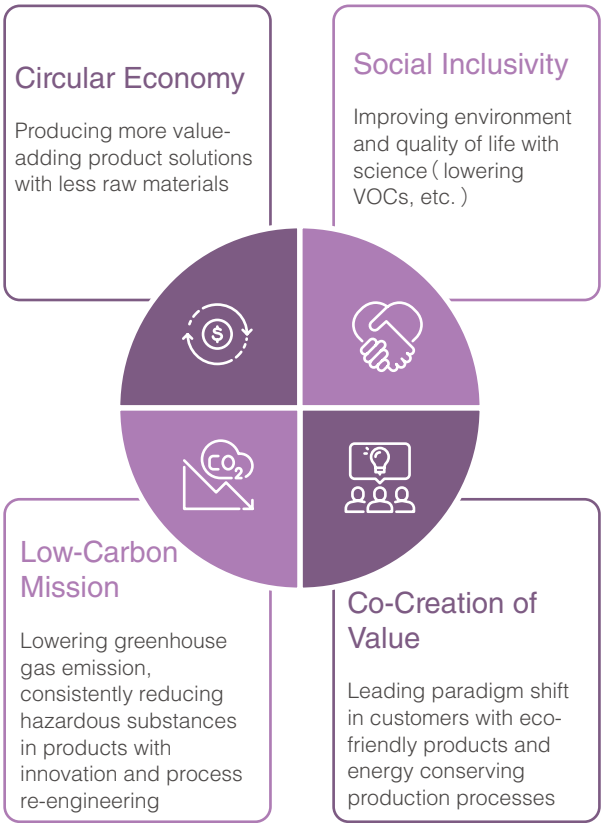 Circular Economy
Producing more value-
adding product solutions
with less raw materials
Social Inclusivity
Improving environment
and quality of life with
science ( lowering
VOCs, etc. )
$
CO2
Low-Carbon
Mission
Lowering greenhouse
gas emission,
consistently reducing
hazardous substances
in products with
innovation and process
re-engineering
Co-Creation of
Value
Leading paradigm shift
in customers with eco-
friendly products and
energy conserving
production processes